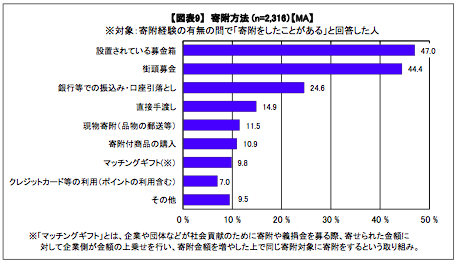 【図表9】 寄附方法 (n=2,316)【MA】
※対象:寄附経験の有無の問で「寄附をしたことがある」と回答した人
設置されている募金箱 47.0
街頭募金 44.4
銀行等での振込み・口座引落とし 24.6
直接手渡し 14.9
現物寄附(品物の郵送等) 11.5
寄附付商品の購入 10.9
マッチングギフト(※) 9.8
クレジットカード等の利用(ポイントの利用含む) 7.0
その他 9.5
0 % 10 % 20 % 30 % 40 % 50 %
※「マッチングギフト」とは、企業や団体などが社会貢献のために寄附や義捐金を募る際、寄せられた金額に
対して企業側が金額の上乗せを行い、寄附金額を増やした上で同じ寄附対象に寄附をするという取り組み。